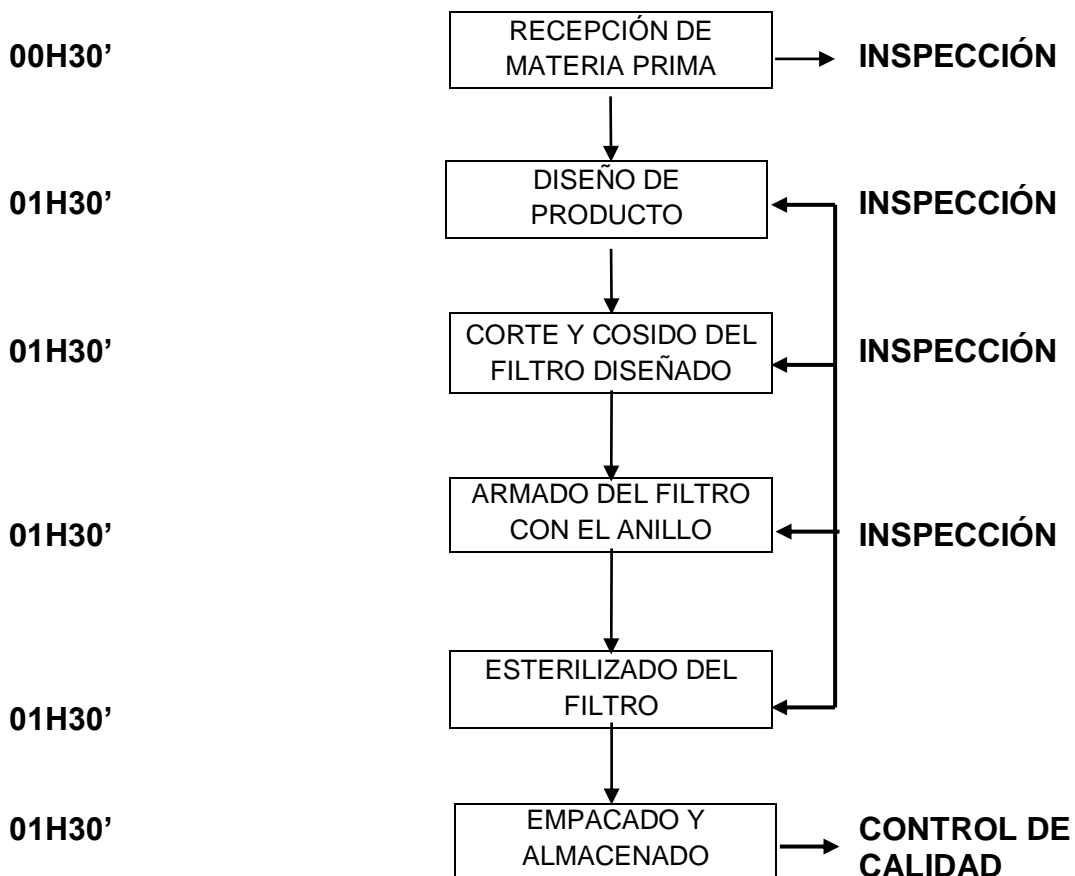 00H30’
RECEPCIÓN DE
MATERIA PRIMA
INSPECCIÓN
01H30’
DISEÑO DE
PRODUCTO
INSPECCIÓN
01H30’
CORTE Y COSIDO DEL
FILTRO DISEÑADO
INSPECCIÓN
01H30’
ARMADO DEL FILTRO
CON EL ANILLO
INSPECCIÓN
01H30’
ESTERILIZADO DEL
FILTRO
01H30’
EMPACADO Y
ALMACENADO
CONTROL DE
CALIDAD